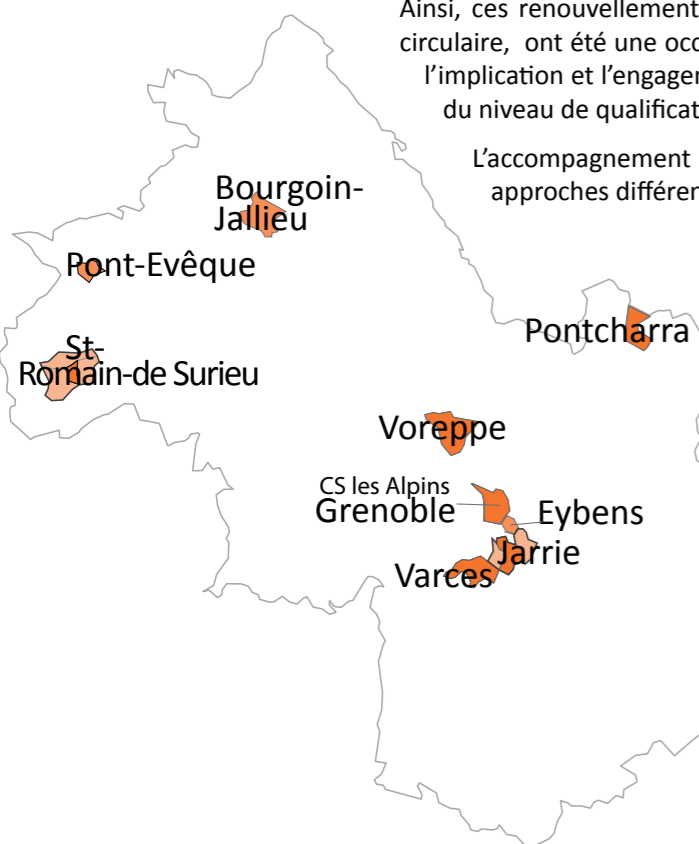 Ainsi, ces renouvellement
circulaire, ont été une occ
l'implication et l'engager
du niveau de qualificat
L'accompagnement
approches différen
Bourgoin-
Jallieu
Pont-Evêque
St-
Romain-de Surieu
Pontcharra
Voreppe
CS les Alpins
Grenoble
Eybens
Jarrie
Varces